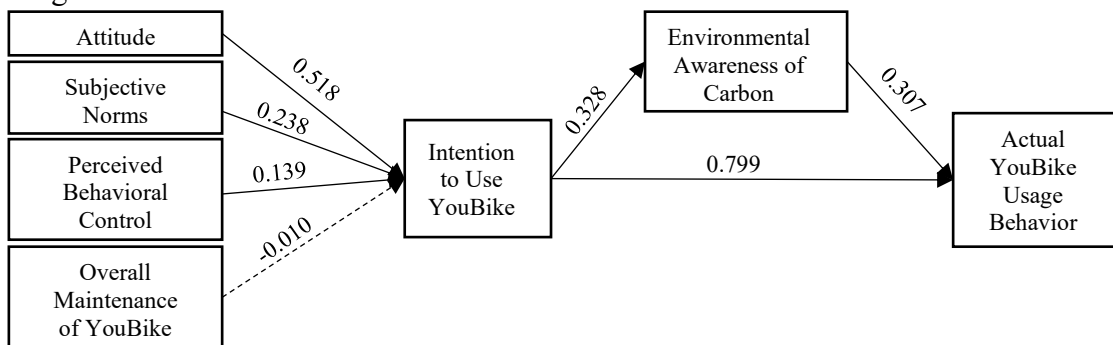 Attitude
Subjective
Norms
Perceived
Behavioral
Control
Overall
Maintenance
of YouBike
0.518
0.238
0.139
-0.010
Intention
to Use
YouBike
0.328
0.799
Environmental
Awareness of
Carbon
0.307
Actual
YouBike
Usage
Behavior